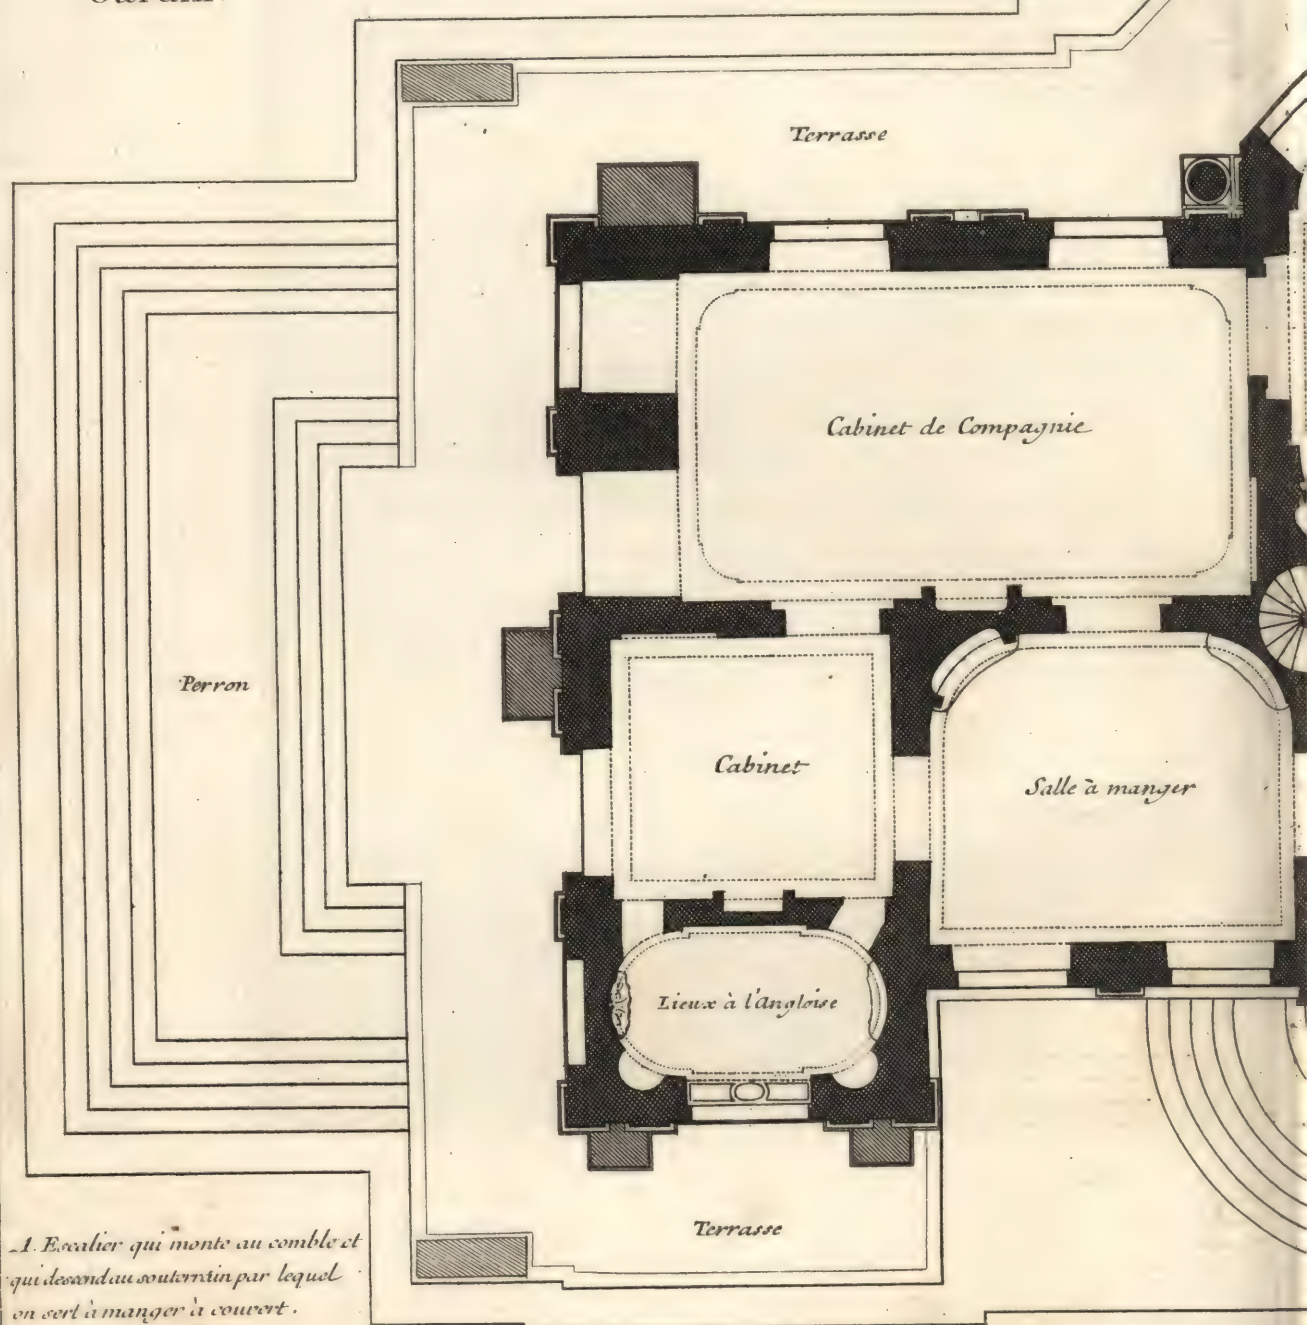 Terrasse
Cabinet de Compagnie
Perron
Cabinet
Salle à manger
Lieux à l'Angloise
Terrasse
A. Escalier qui monte au comble et
qui descend au souterrain par lequel
on sert à manger à couvert.